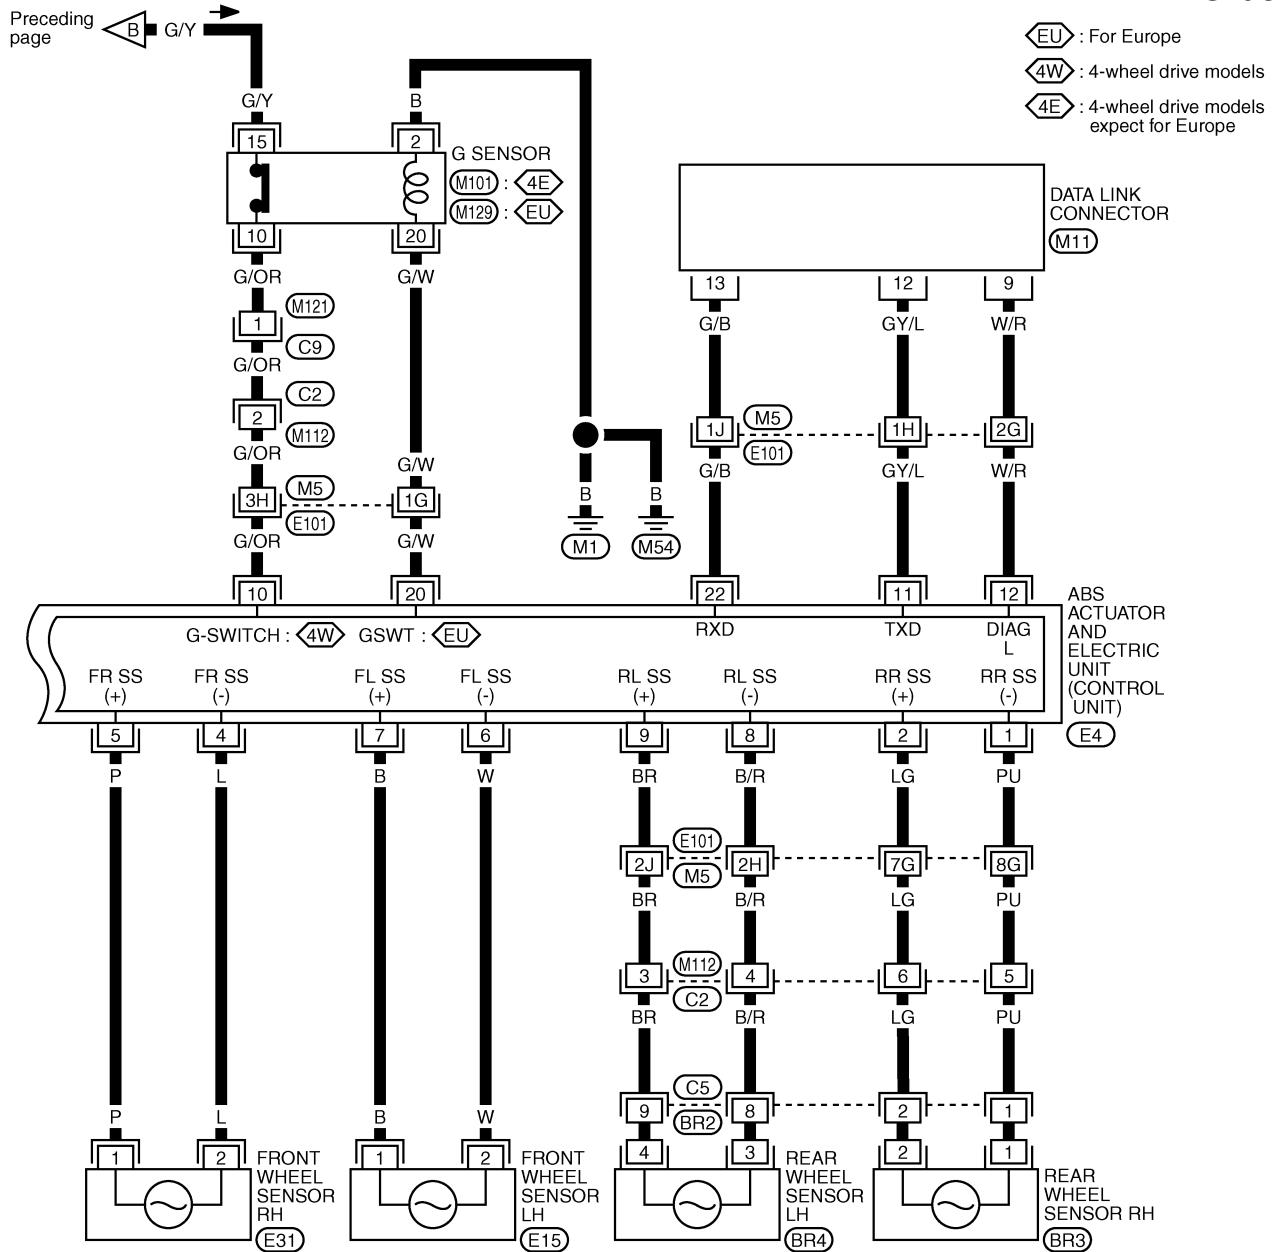 Preceding
page
B
G/Y
EU : For Europe
4W : 4-wheel drive models
4E : 4-wheel drive models
expect for Europe
G/Y
B
15
2
G SENSOR
M101 : 4E
M129 : EU
10
20
DATA LINK
CONNECTOR
M11
13
12
9
G/OR
G/W
M121
1
C9
G/B
GY/L
W/R
G/OR
C2
2
M112
M5
1J
1H
2G
E101
G/OR
G/W
G/B
GY/L
W/R
M5
3H
1G
E101
B
B
G/OR
G/W
M1
M54
10
20
22
11
12
ABS
ACTUATOR
AND
ELECTRIC
UNIT
(CONTROL
UNIT)
E4
G-SWITCH : 4W
GSWT : EU
RXD
TXD
DIAG
L
FR SS
(+)
FR SS
(-)
FL SS
(+)
FL SS
(-)
RL SS
(+)
RL SS
(-)
RR SS
(+)
RR SS
(-)
5
4
7
6
9
8
2
1
P
L
B
W
BR
B/R
LG
PU
E101
2J
2H
7G
8G
M5
BR
B/R
LG
PU
M112
3
4
6
5
C2
BR
B/R
LG
PU
C5
9
8
2
1
BR2
P
L
B
W
1
2
1
2
4
3
2
1
FRONT
WHEEL
SENSOR
RH
E31
FRONT
WHEEL
SENSOR
LH
E15
REAR
WHEEL
SENSOR
LH
BR4
REAR
WHEEL
SENSOR RH
BR3